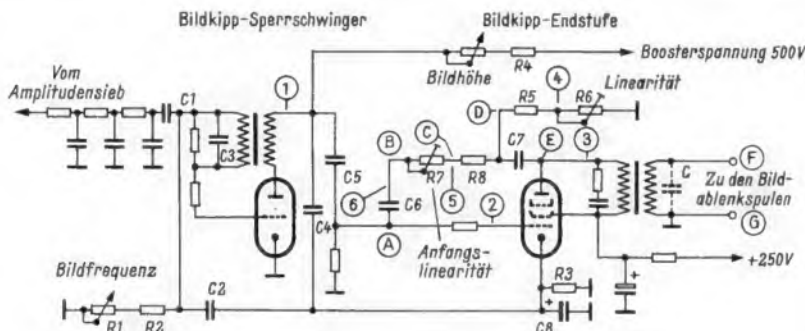 Bildkipp-Sperrschwinger
Bildkipp-Endstufe
Boosterspannung 500V
Bildhöhe
R4
Vom
Amplitudensieb
C1
1
4
Linearität
D
R5
R6
C
B
C7
E
3
C3
C5
R7
R8
5
F
C
Zu den Bild-
ablenkspulen
6
C6
2
C4
A
G
Anfangs-
linearität
+250V
Bildfrequenz
R3
+
C2
+
R1
R2
C8